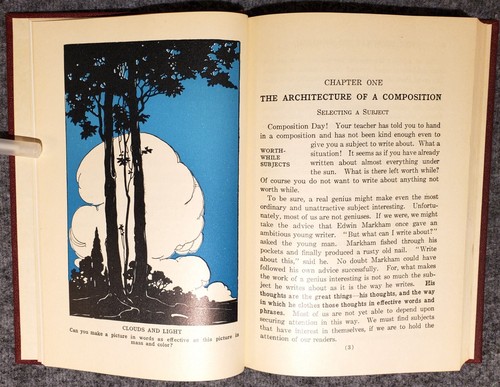 CLOUDS AND LIGHT
Can you make a picture in words as effective as this picture in
mass and color?
CHAPTER ONE
THE ARCHITECTURE OF A COMPOSITION
SELECTING A SUBJECT
Composition Day! Your teacher has told you to hand
in a composition and has not been kind enough even to
give you a subject to write about. What a
WORTH-
WHILE
SUBJECTS
situation! It seems as if you have already
written about almost everything under
the sun. What is there left worth while?
Of course you do not want to write about anything not
worth while.
To be sure, a real genius might make even the most
ordinary and unattractive subject interesting. Unfortu-
nately, most of us are not geniuses. If we were, we might
take the advice that Edwin Markham once gave an
ambitious young writer. "But what can I write about?"
asked the young man. Markham fished through his
pockets and finally produced a rusty old nail. "Write
about this," said he. No doubt Markham could have
followed his own advice successfully. For, what makes
the work of a genius interesting is not so much the sub-
ject he writes about as it is the way he writes. His
thoughts are the great things—his thoughts, and the way
in which he clothes those thoughts in effective words and
phrases. Most of us are not yet able to depend upon
securing attention in this way. We must find subjects
that have interest in themselves, if we are to hold the
attention of our readers.
(3)